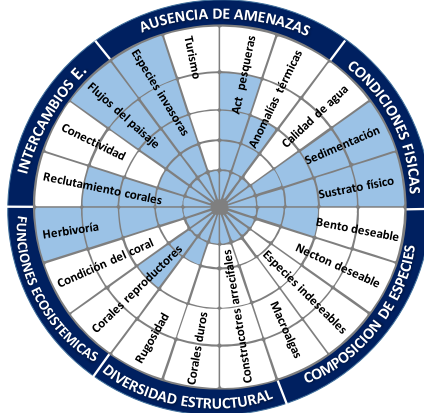 AUSENCIA DE AMENAZAS
CONDICIONES FISICAS
COMPOSICION DE ESPECIES
DIVERSIDAD ESTRUCTURAL
FUNCIONES ECOSISTEMICAS
INTERCAMBIOS E.
Especies invasoras
Turismo
Act pesqueras
Anomalías térmicas
Calidad de agua
Sedimentación
Sustrato físico
Bento deseable
Necton deseable
Especies indeseables
Macroalgas
Construcotres arrecifales
Corales duros
Rugosidad
Corales reproductores
Condición del coral
Herbivoría
Reclutamiento corales
Conectividad
Flujos del paisaje